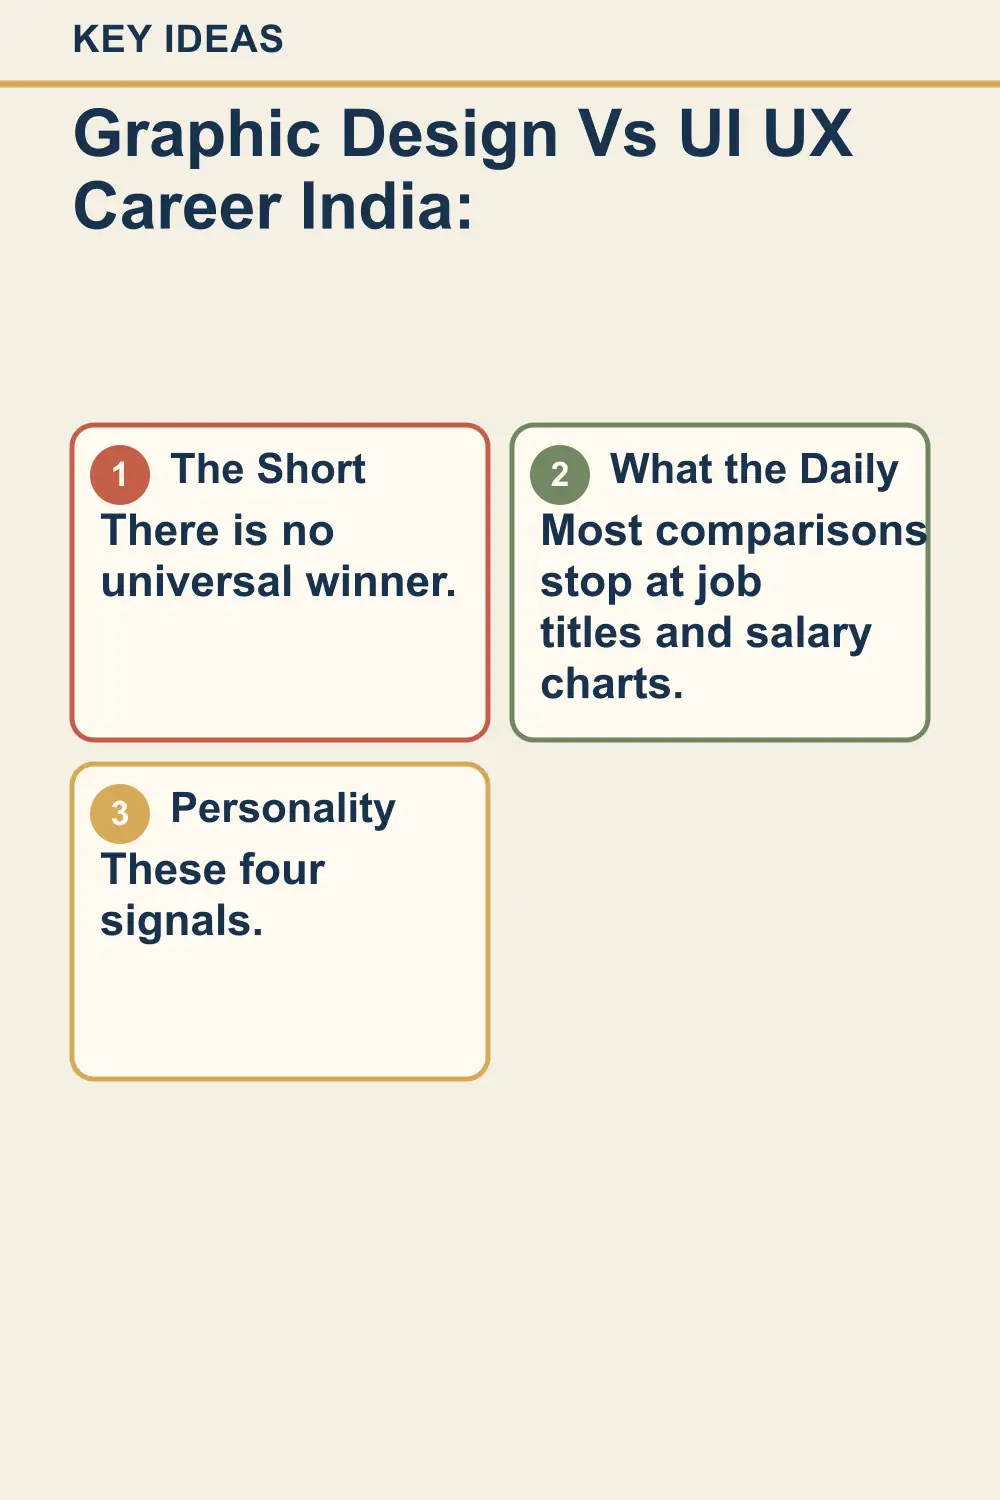 KEY IDEAS
Graphic Design Vs UI UX
Career India:
1 The Short
There is no
universal winner.
2 What the Daily
Most comparisons
stop at job
titles and salary
charts.
3 Personality
These four
signals.